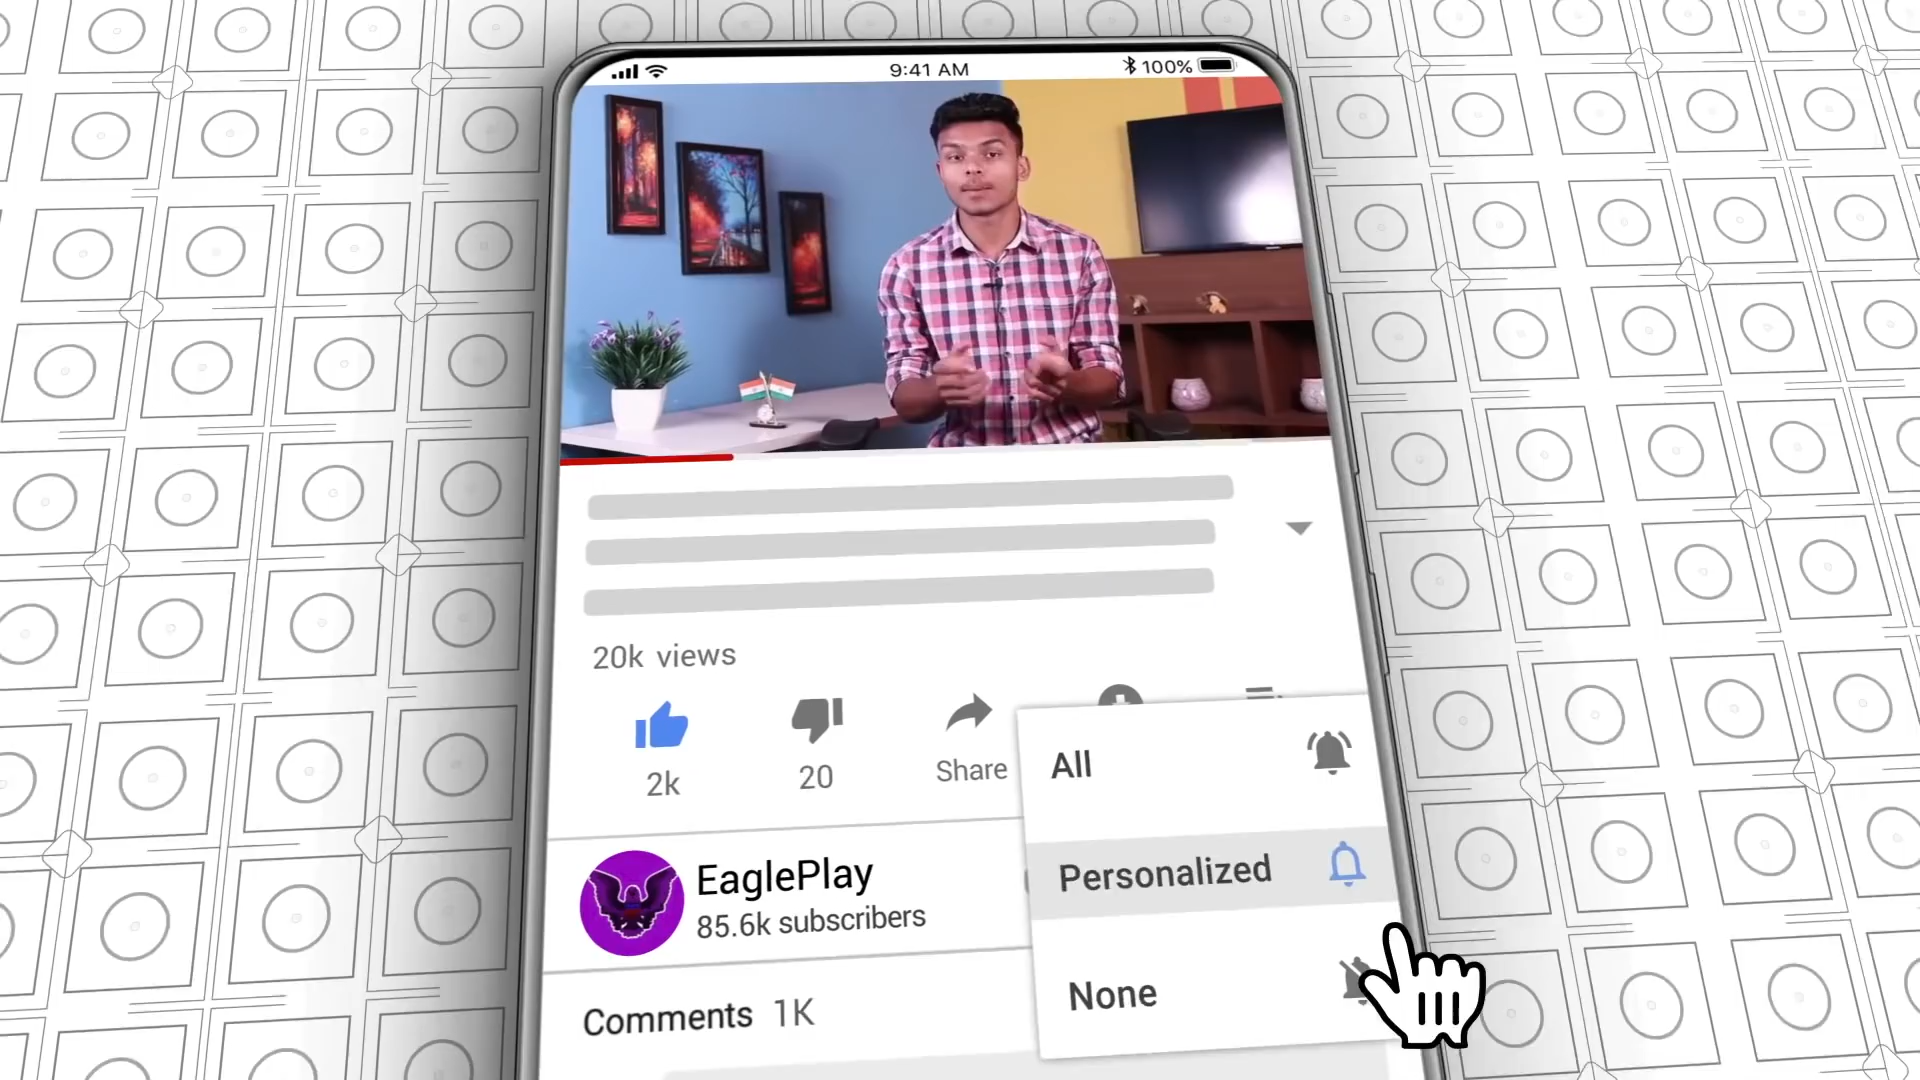 9:41 AM
100%
20k views
2k
20
Share
All
Personalized
None
EaglePlay
85.6k subscribers
Comments 1K